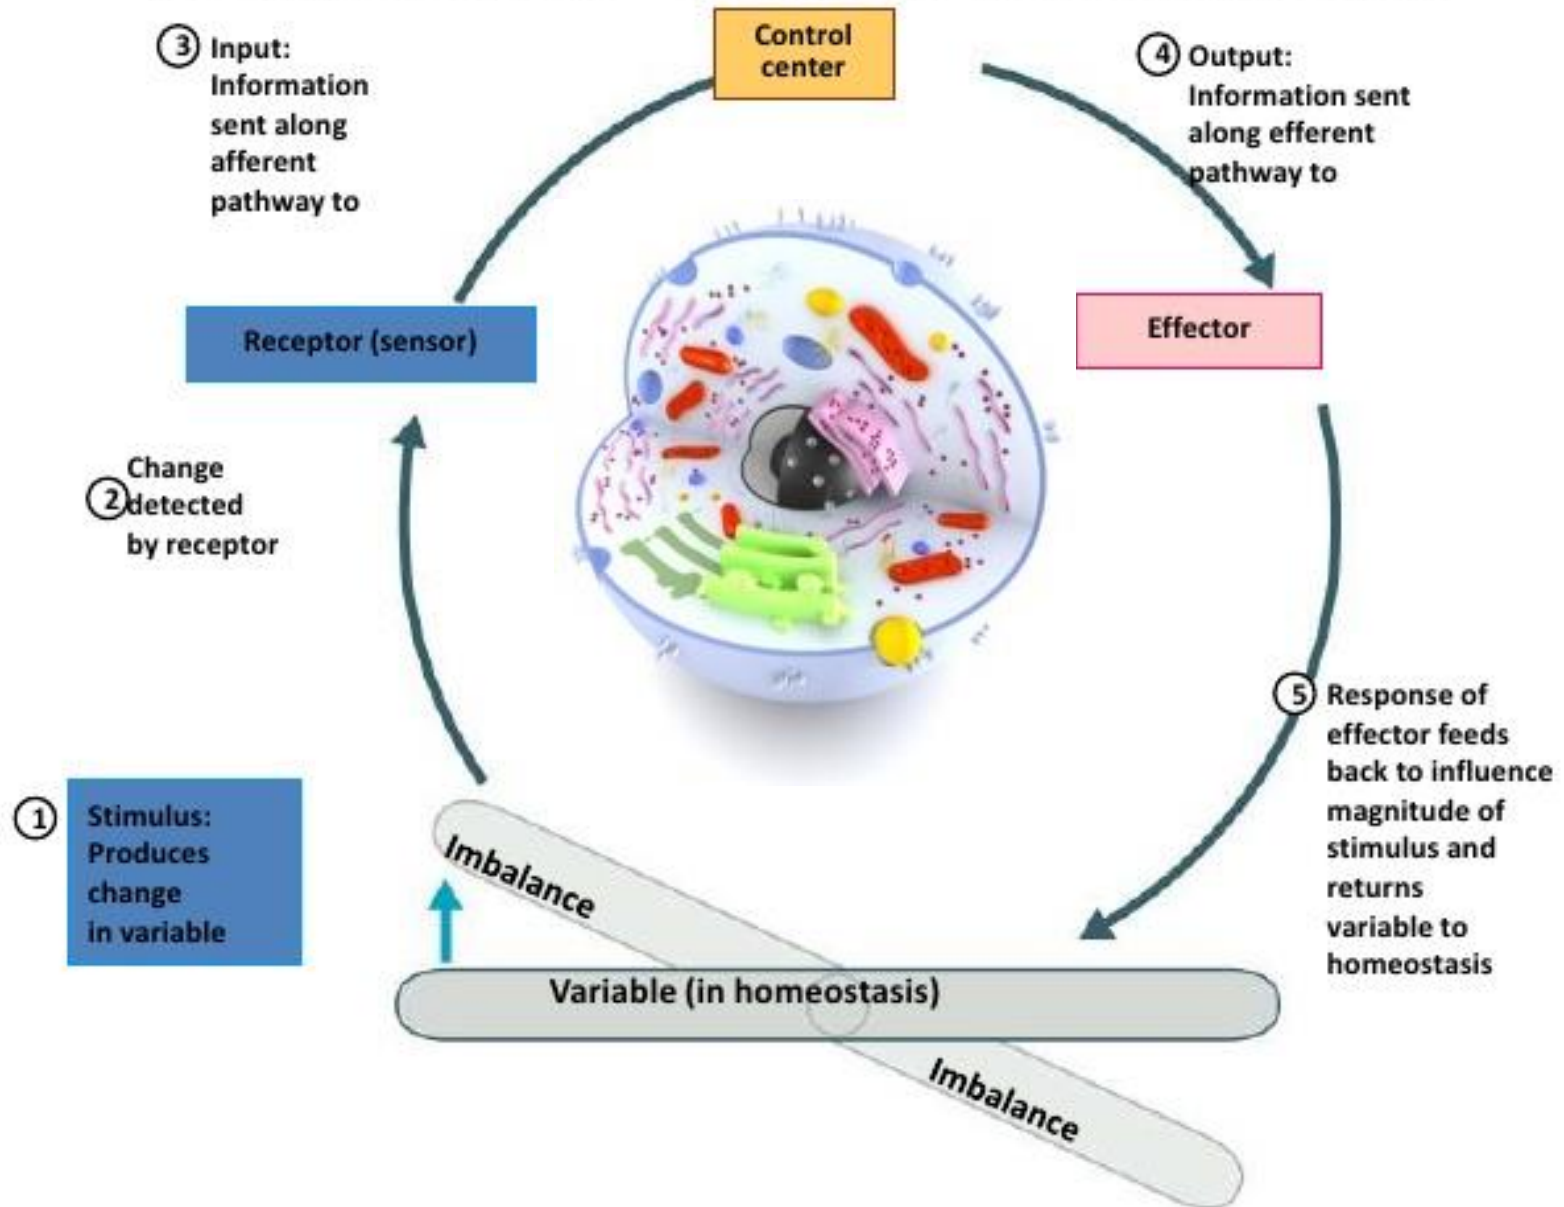 Control
center
3 Input:
Information
sent along
afferent
pathway to
4 Output:
Information sent
along efferent
pathway to
Receptor (sensor)
Effector
Change
2 detected
by receptor
5 Response of
effector feeds
back to influence
magnitude of
stimulus and
returns
variable to
homeostasis
1 Stimulus:
Produces
change
in variable
Imbalance
Variable (in homeostasis)
Imbalance